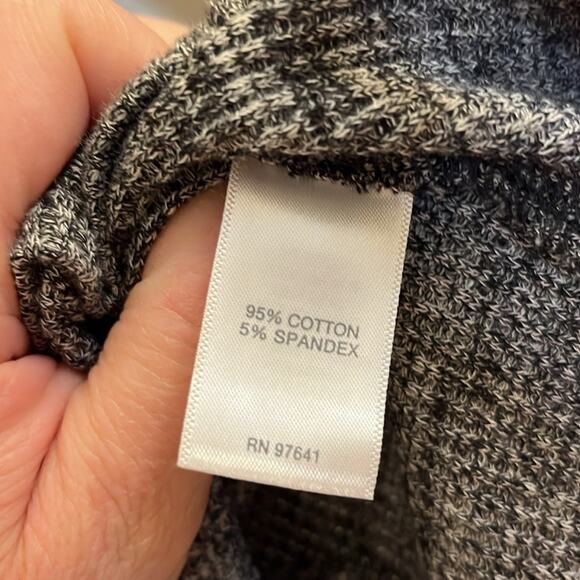 95% COTTON
5% SPANDEX
RN 97641